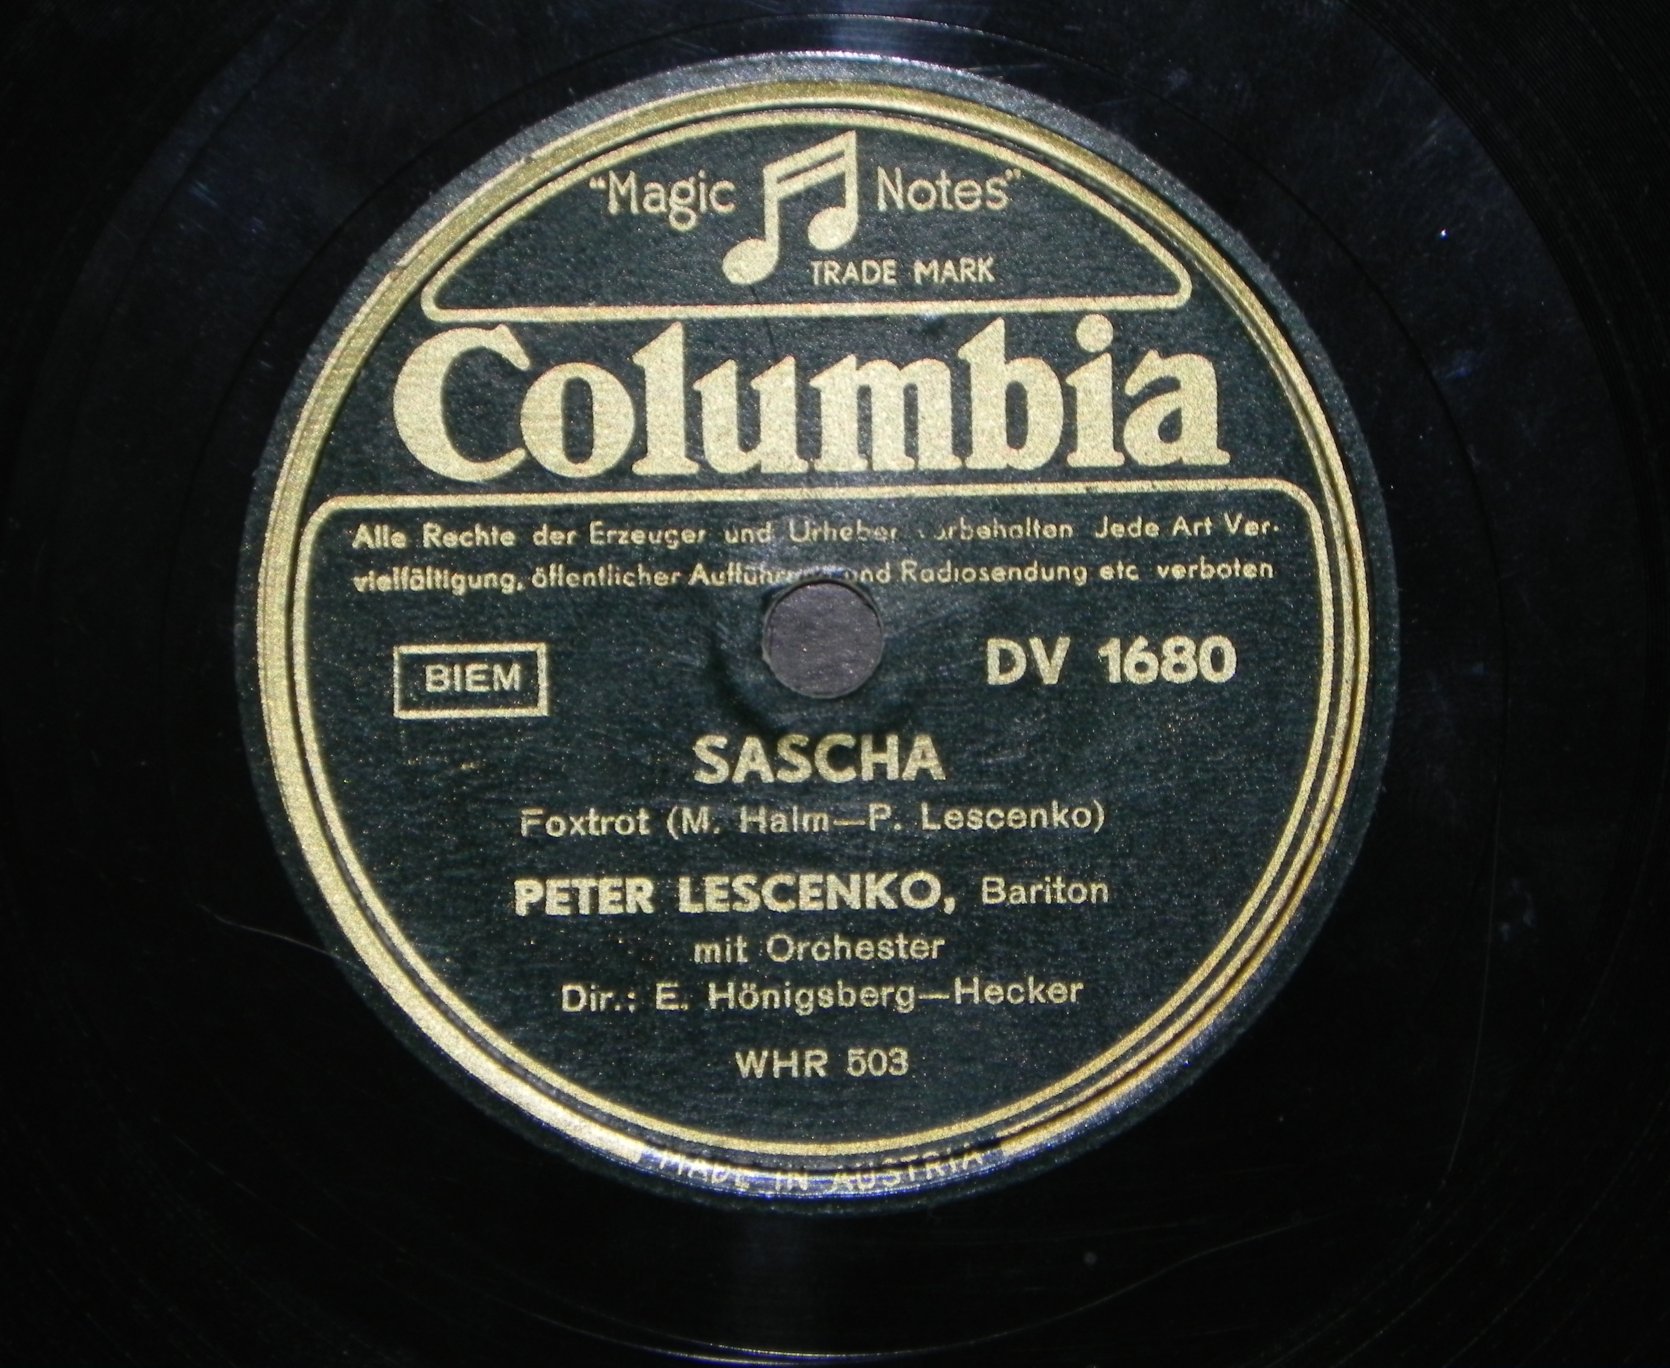 "Magic Notes"
TRADE MARK
Columbia
Alle Rechte der Erzeuger und Urheber vorbehalten Jede Art Ver-
vielfältigung, öffentlicher Aufführung und Radiosendung etc verboten
BIEM
DV 1680
SASCHA
Foxtrot (M. Halm—P. Lescenko)
PETER LESCENKO, Bariton
mit Orchester
Dir.: E. Hönigsberg—Hecker
WHR 503
MADE IN AUSTRIA